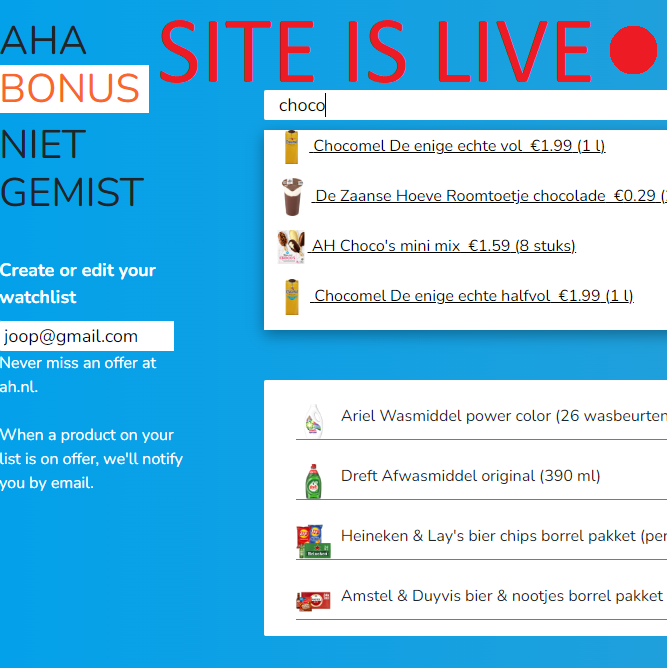 AHA
BONUS
NIET
GEMIST
SITE IS LIVE
choco
Chocomel De enige echte vol €1.99 (1 l)
De Zaanse Hoeve Roomtoetje chocolade €0.29 (
AH Choco's mini mix €1.59 (8 stuks)
Chocomel De enige echte halfvol €1.99 (1 l)
Create or edit your
watchlist
joop@gmail.com
Never miss an offer at
ah.nl.
When a product on your
list is on offer, we'll notify
you by email.
Ariel Wasmiddel power color (26 wasbeurten
Dreft Afwasmiddel original (390 ml)
Heineken & Lay's bier chips borrel pakket (per
Amstel & Duyvis bier & nootjes borrel pakket